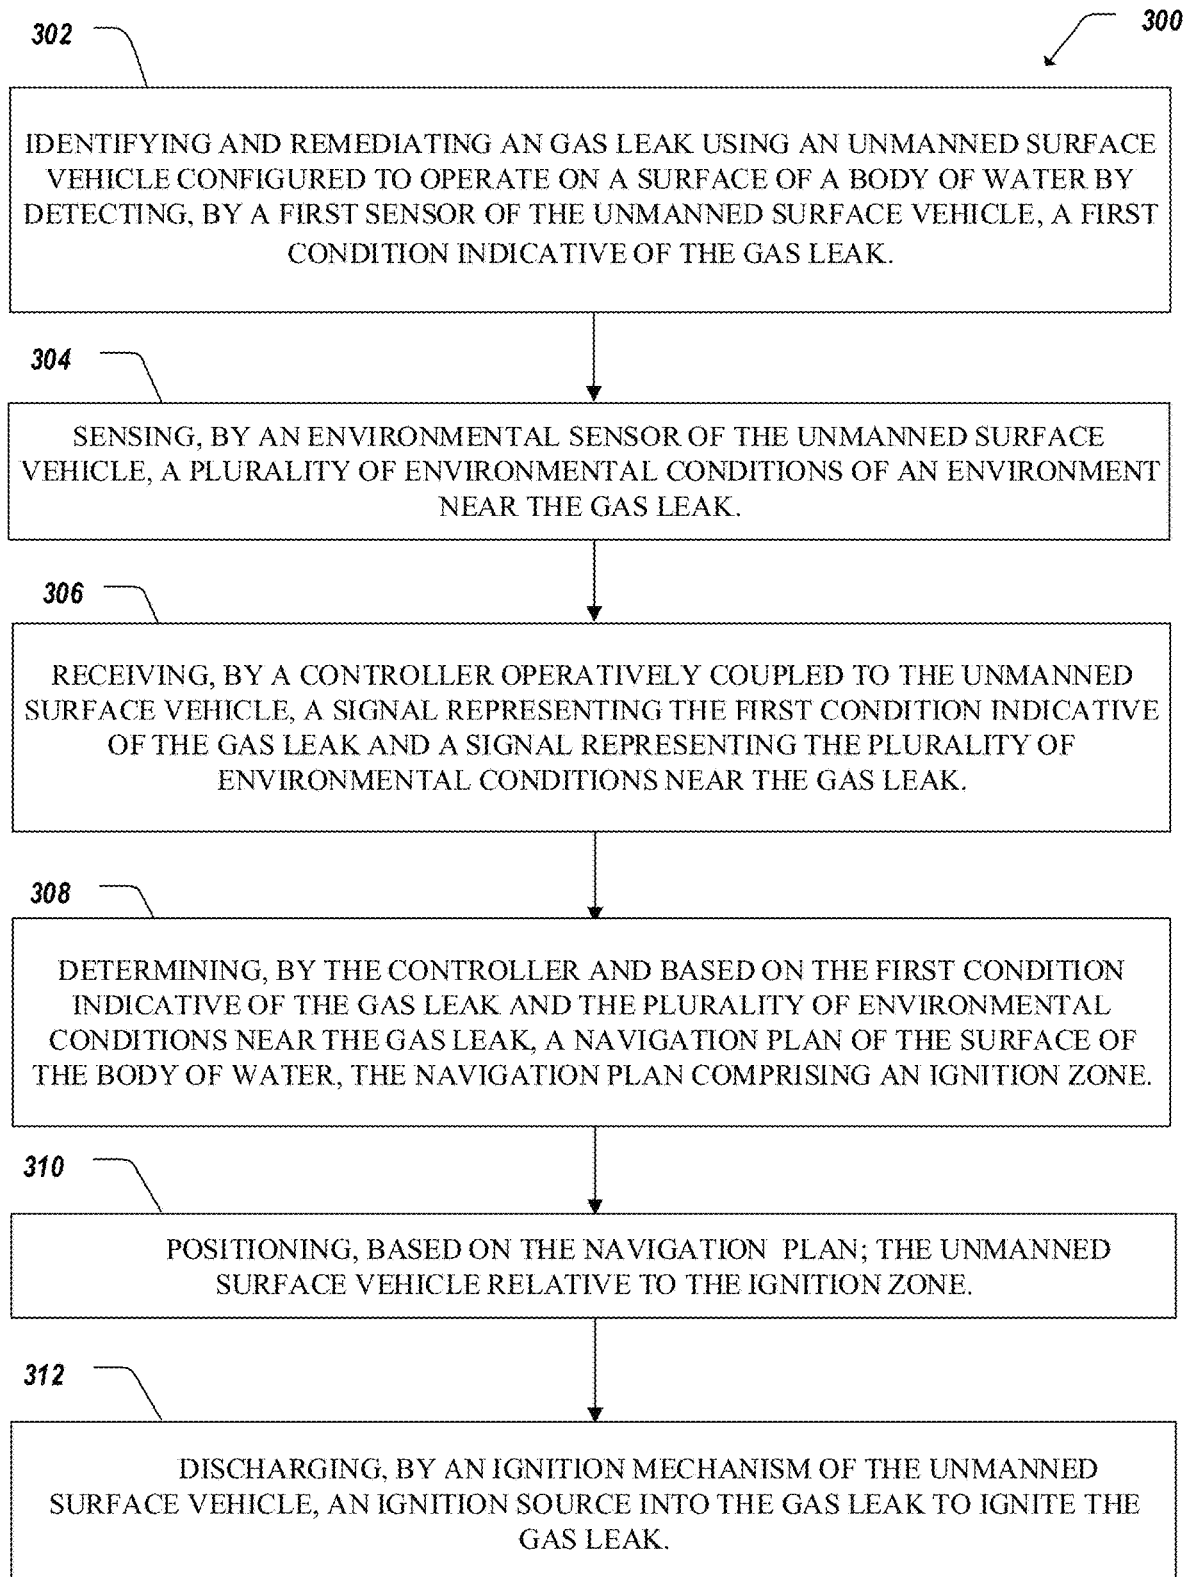 302
300
IDENTIFYING AND REMEDIATING AN GAS LEAK USING AN UNMANNED SURFACE
VEHICLE CONFIGURED TO OPERATE ON A SURFACE OF A BODY OF WATER BY
DETECTING, BY A FIRST SENSOR OF THE UNMANNED SURFACE VEHICLE, A FIRST
CONDITION INDICATIVE OF THE GAS LEAK.
304
SENSING, BY AN ENVIRONMENTAL SENSOR OF THE UNMANNED SURFACE
VEHICLE, A PLURALITY OF ENVIRONMENTAL CONDITIONS OF AN ENVIRONMENT
NEAR THE GAS LEAK.
306
RECEIVING, BY A CONTROLLER OPERATIVELY COUPLED TO THE UNMANNED
SURFACE VEHICLE, A SIGNAL REPRESENTING THE FIRST CONDITION INDICATIVE
OF THE GAS LEAK AND A SIGNAL REPRESENTING THE PLURALITY OF
ENVIRONMENTAL CONDITIONS NEAR THE GAS LEAK.
308
DETERMINING, BY THE CONTROLLER AND BASED ON THE FIRST CONDITION
INDICATIVE OF THE GAS LEAK AND THE PLURALITY OF ENVIRONMENTAL
CONDITIONS NEAR THE GAS LEAK, A NAVIGATION PLAN OF THE SURFACE OF
THE BODY OF WATER, THE NAVIGATION PLAN COMPRISING AN IGNITION ZONE.
310
POSITIONING, BASED ON THE NAVIGATION PLAN; THE UNMANNED
SURFACE VEHICLE RELATIVE TO THE IGNITION ZONE.
312
DISCHARGING, BY AN IGNITION MECHANISM OF THE UNMANNED
SURFACE VEHICLE, AN IGNITION SOURCE INTO THE GAS LEAK TO IGNITE THE
GAS LEAK.